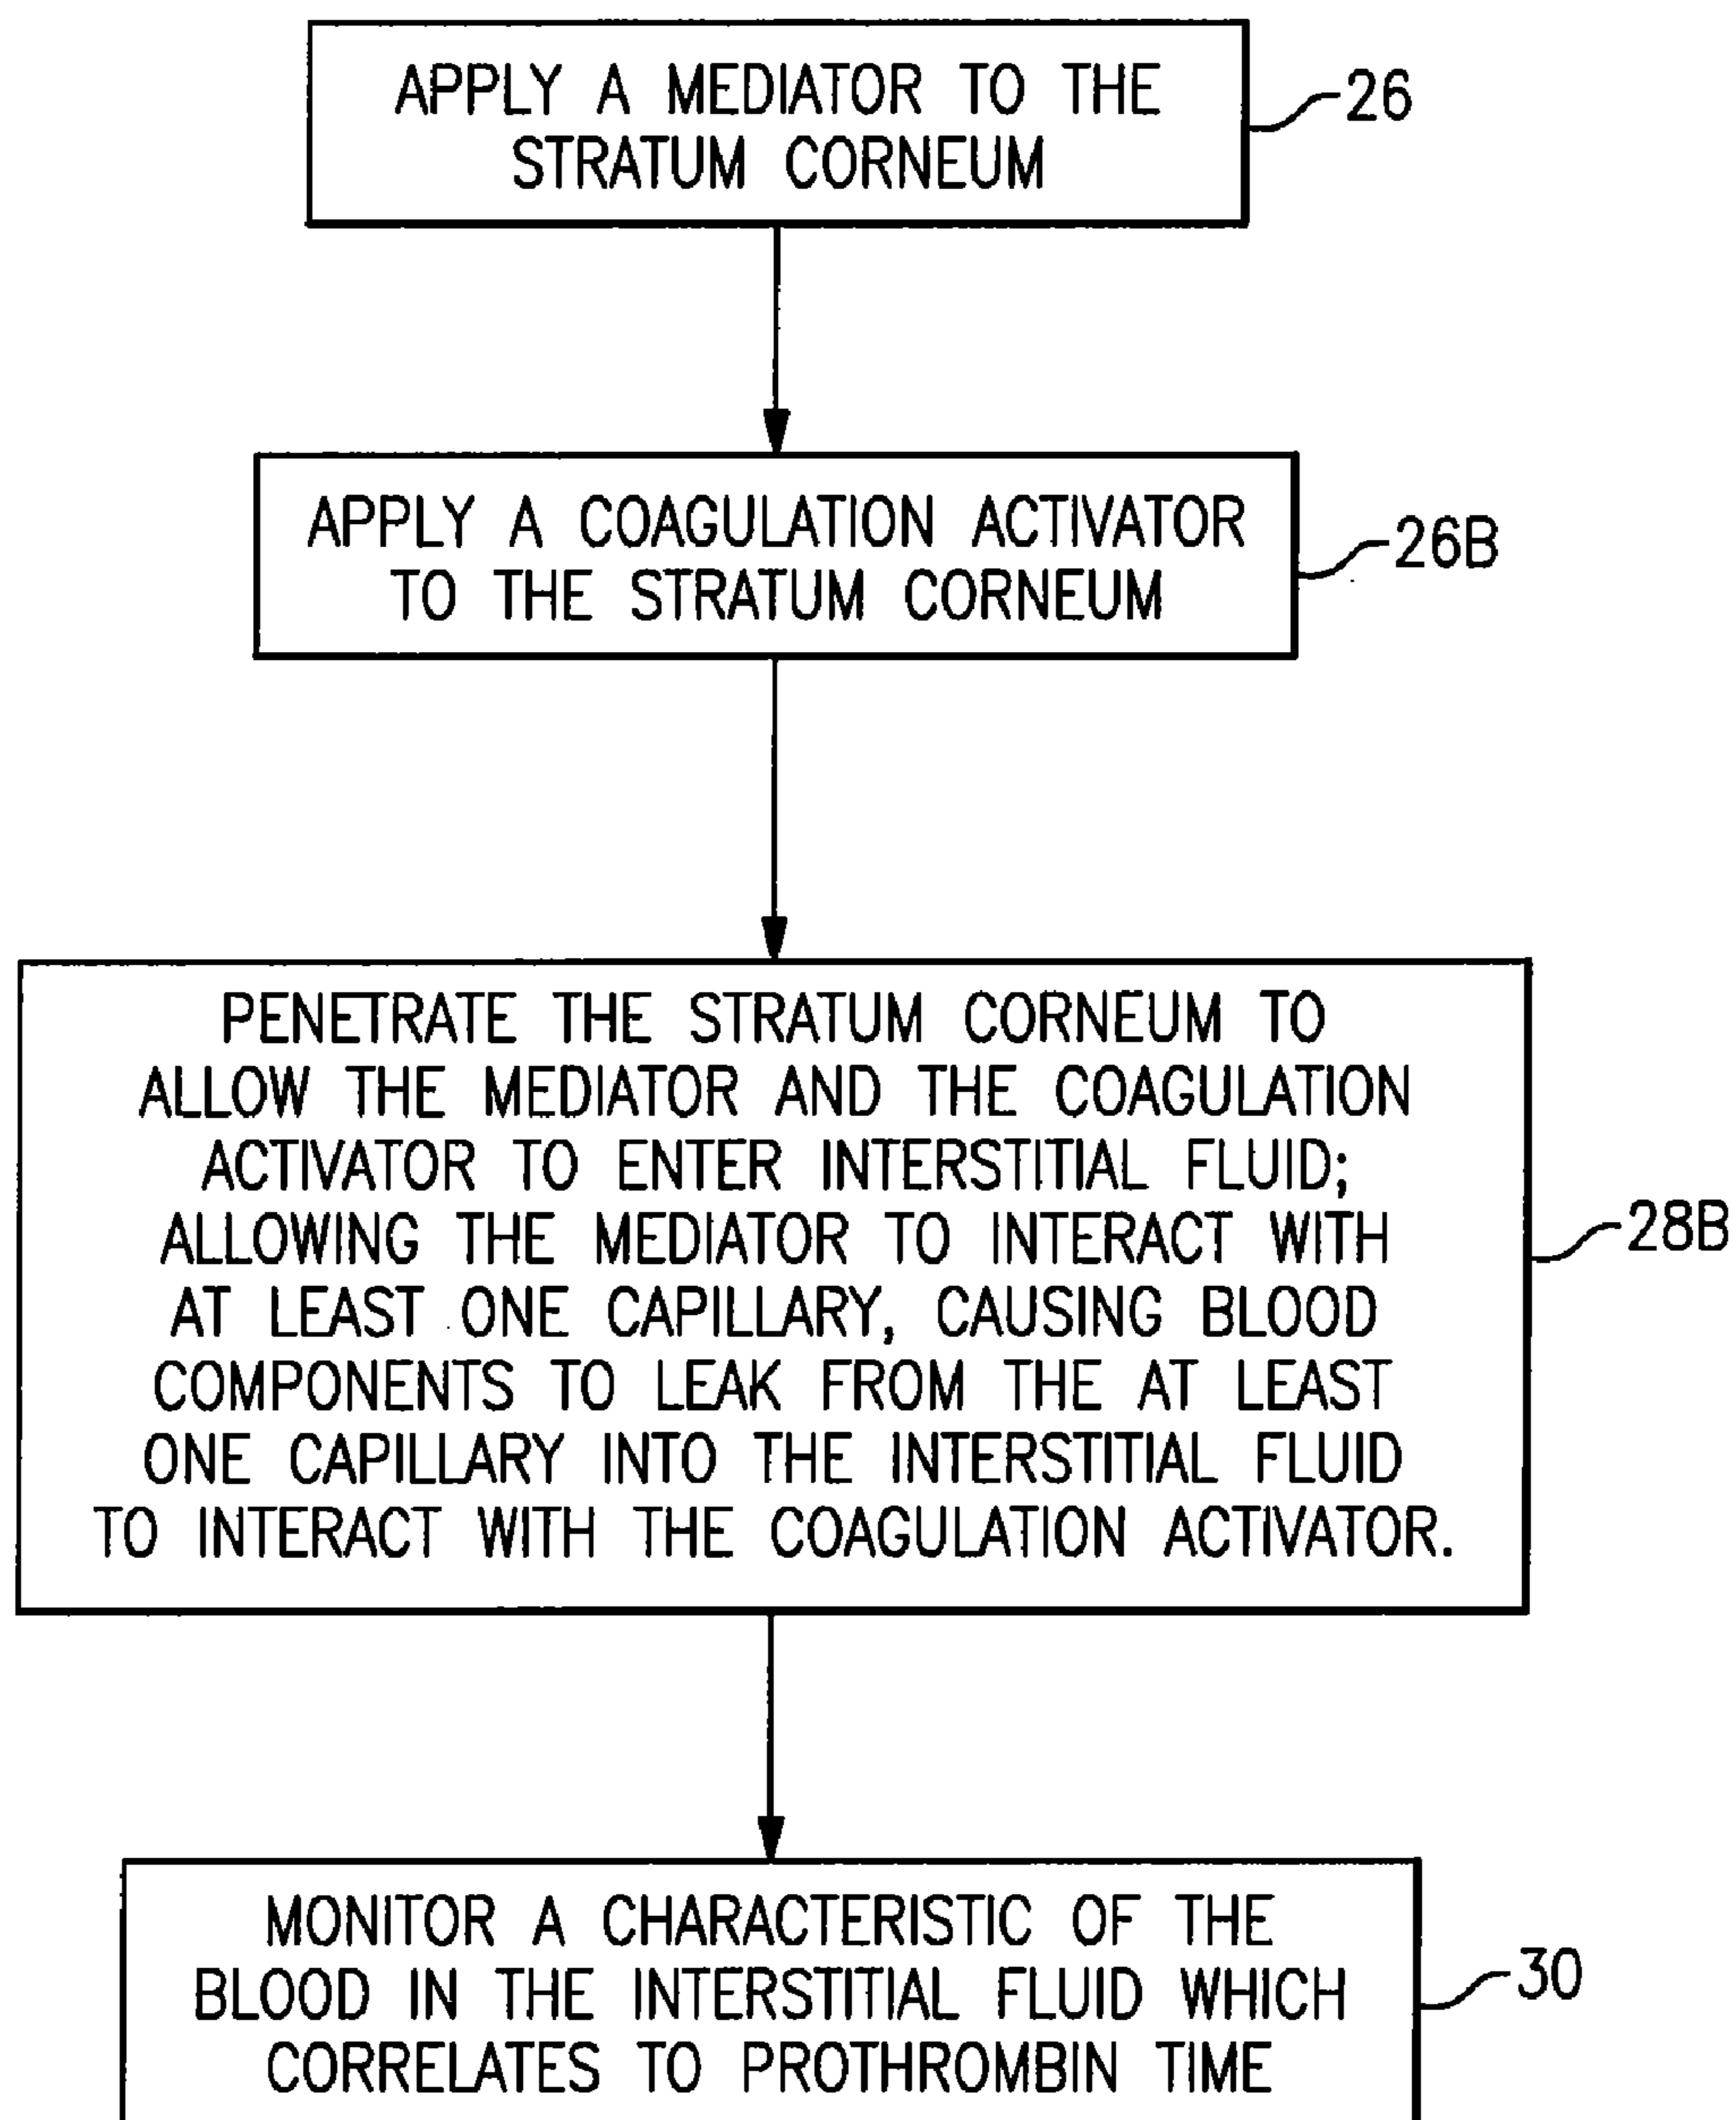 APPLY A MEDIATOR TO THE
STRATUM CORNEUM
26
APPLY A COAGULATION ACTIVATOR
TO THE STRATUM CORNEUM
26B
PENETRATE THE STRATUM CORNEUM TO
ALLOW THE MEDIATOR AND THE COAGULATION
ACTIVATOR TO ENTER INTERSTITIAL FLUID;
ALLOWING THE MEDIATOR TO INTERACT WITH
AT LEAST ONE CAPILLARY, CAUSING BLOOD
COMPONENTS TO LEAK FROM THE AT LEAST
ONE CAPILLARY INTO THE INTERSTITIAL FLUID
TO INTERACT WITH THE COAGULATION ACTIVATOR.
28B
MONITOR A CHARACTERISTIC OF THE
BLOOD IN THE INTERSTITIAL FLUID WHICH
CORRELATES TO PROTHROMBIN TIME
30